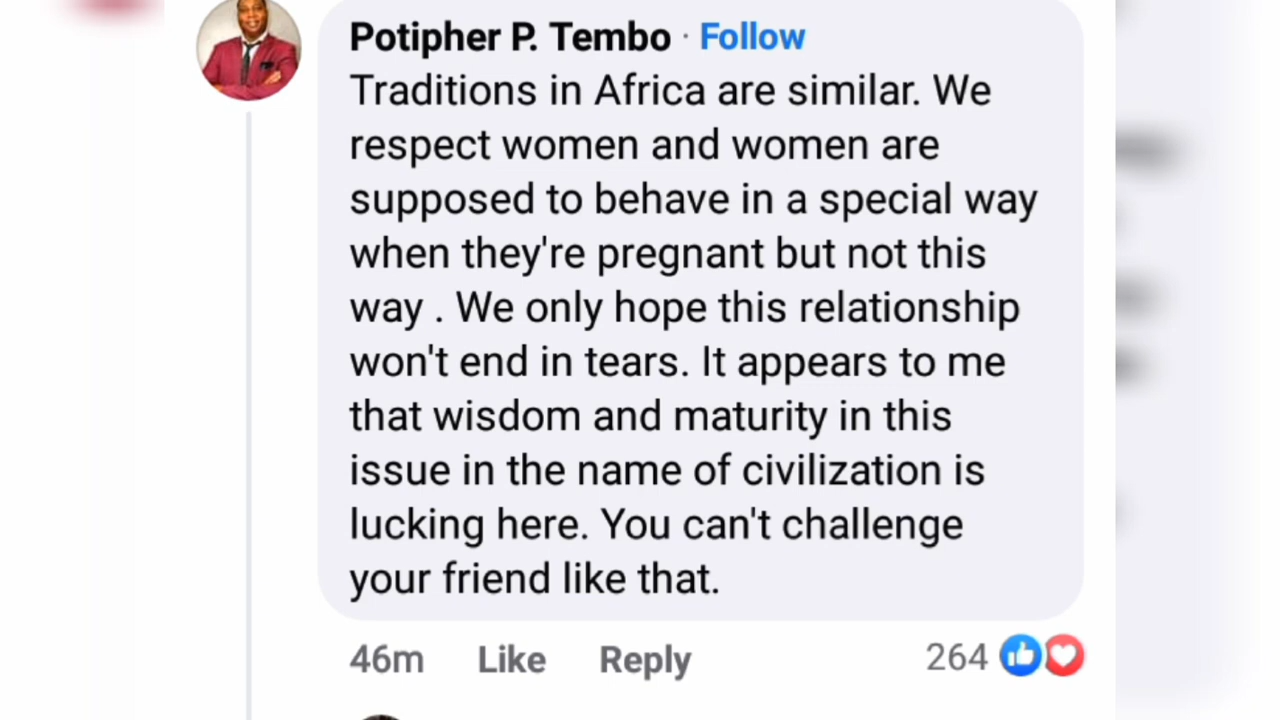 Potipher P. Tembo · Follow
Traditions in Africa are similar. We
respect women and women are
supposed to behave in a special way
when they're pregnant but not this
way . We only hope this relationship
won't end in tears. It appears to me
that wisdom and maturity in this
issue in the name of civilization is
lucking here. You can't challenge
your friend like that.
46m Like Reply 264